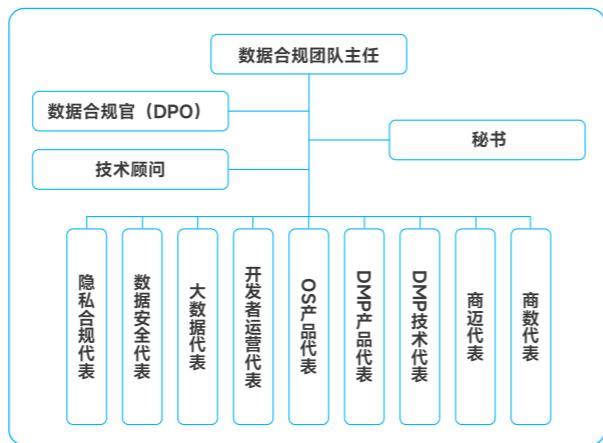 数据合规团队主任
数据合规官（DPO）
秘书
技术顾问
隐私合规代表
数据安全代表
大数据代表
开发者运营代表
OS产品代表
DMP产品代表
DMP技术代表
商迈代表
商数代表